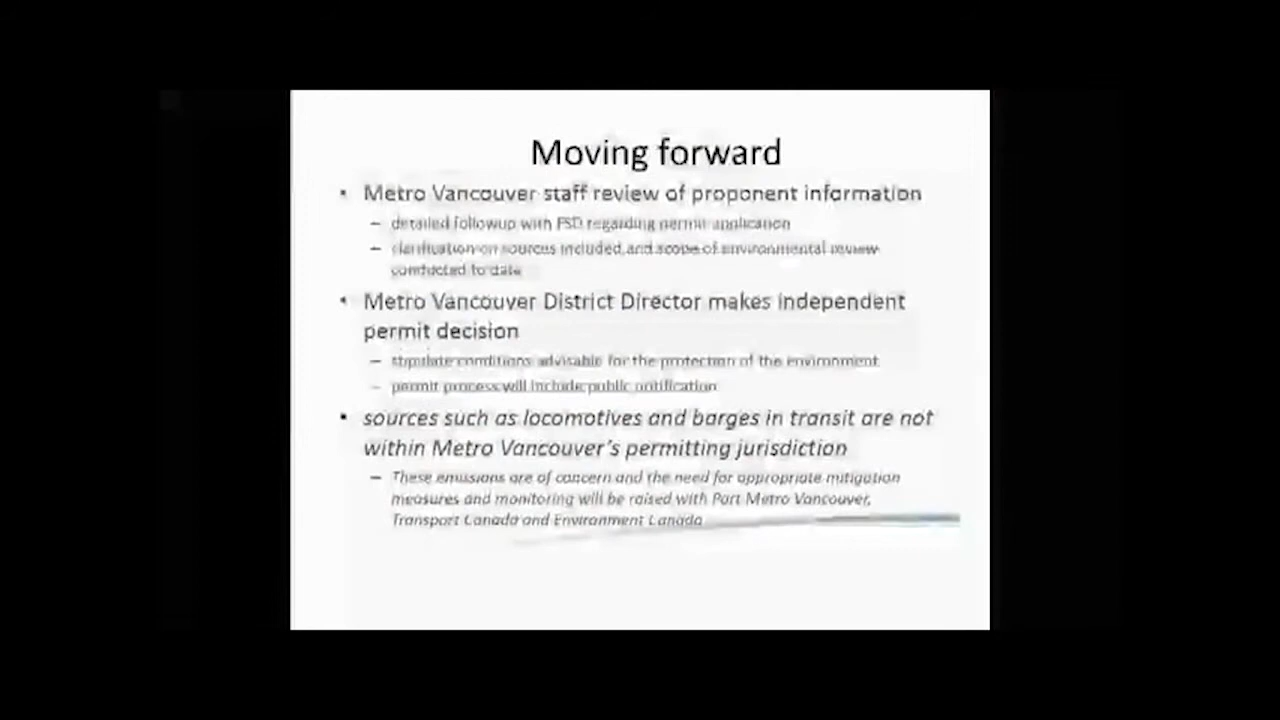 Moving forward
• Metro Vancouver staff review of proponent information
– detailed followup with FSD regarding permit application
– clarification on sources included and scope of environmental review
conducted to date
• Metro Vancouver District Director makes independent
permit decision
– stipulate conditions advisable for the protection of the environment
– permit process will include public notification
• sources such as locomotives and barges in transit are not
within Metro Vancouver's permitting jurisdiction
– These emissions are of concern and the need for appropriate mitigation
measures and monitoring will be raised with Port Metro Vancouver,
Transport Canada and Environment Canada